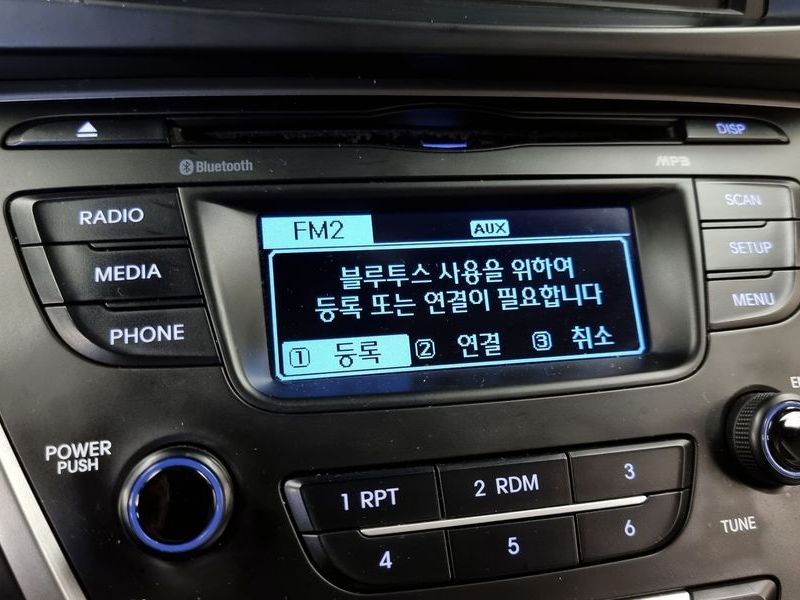 DISP
Bluetooth
MP3
RADIO
SCAN
FM2
AUX
MEDIA
SETUP
블루투스 사용을 위하여
등록 또는 연결이 필요합니다
PHONE
MENU
1 등록 2 연결 3 취소
POWER
PUSH
1 RPT
2 RDM
3
4
5
6
TUNE